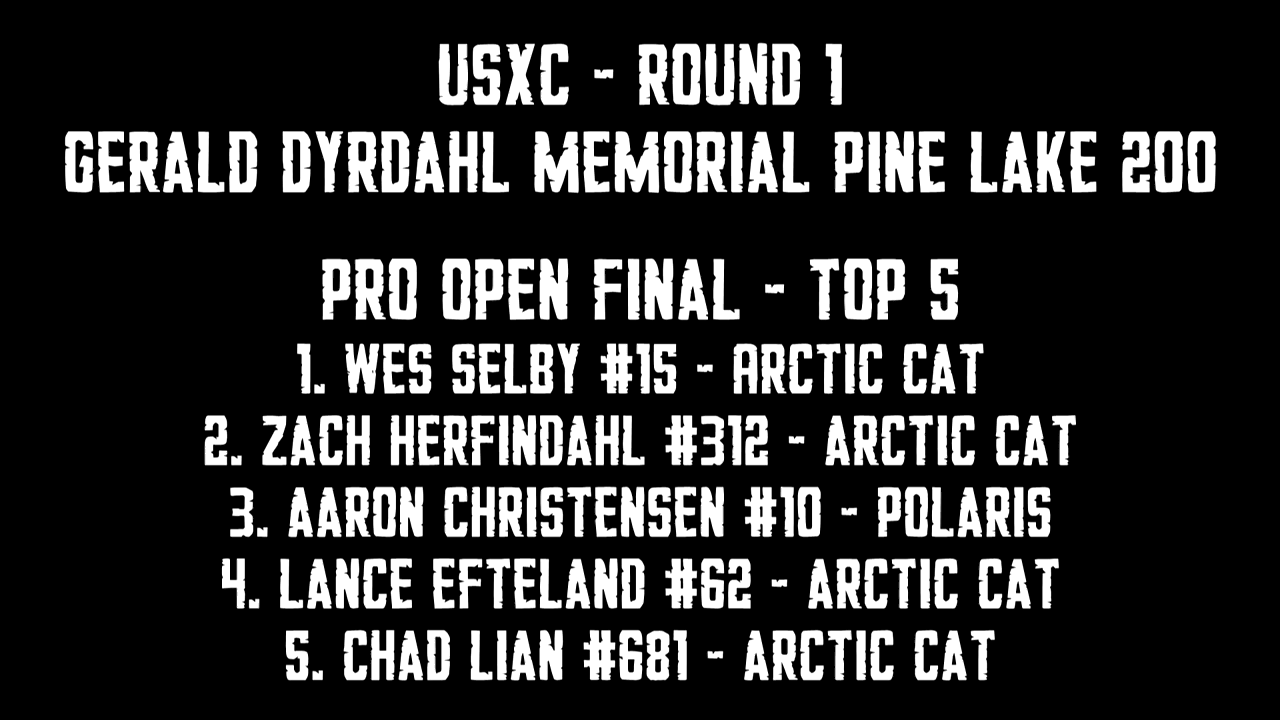 USXC - ROUND 1
GERALD DYRDAHL MEMORIAL PINE LAKE 200
PRO OPEN FINAL - TOP 5
1. WES SELBY #15 - ARCTIC CAT
2. ZACH HERFINDAHL #312 - ARCTIC CAT
3. AARON CHRISTENSEN #10 - POLARIS
4. LANCE EFTELAND #62 - ARCTIC CAT
5. CHAD LIAN #681 - ARCTIC CAT